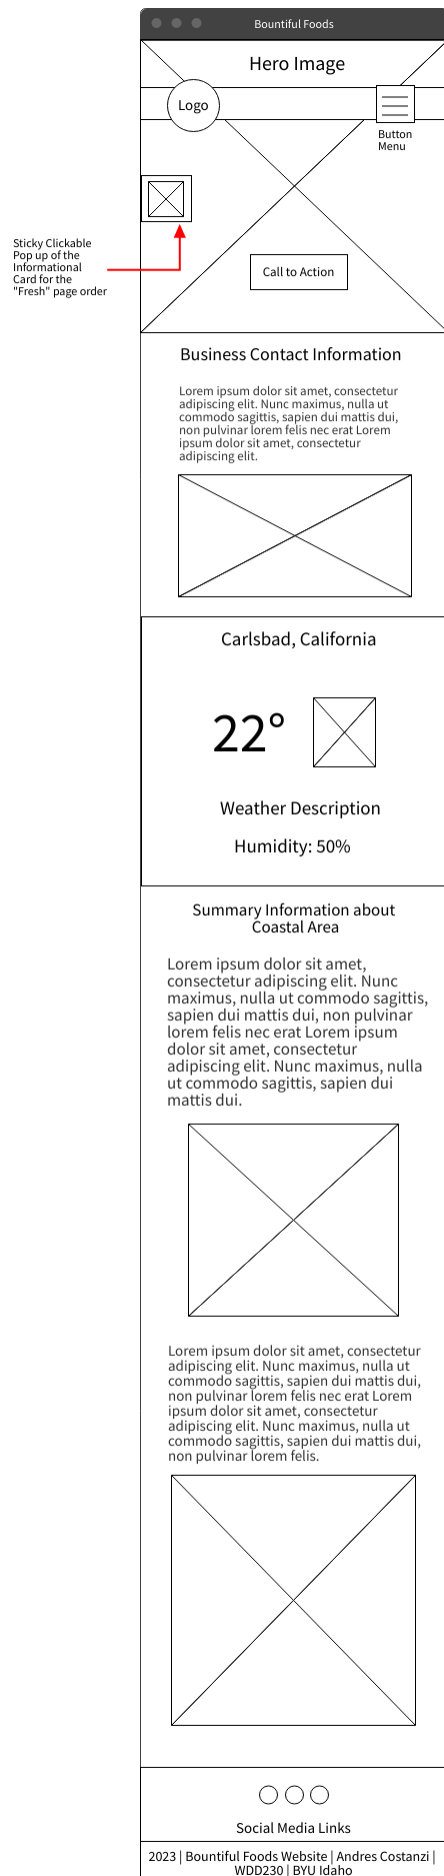 Bountiful Foods
Hero Image
Logo
Button
Menu
Sticky Clickable
Pop up of the
Informational
Card for the
"Fresh" page order
Call to Action
Business Contact Information
Lorem ipsum dolor sit amet, consectetur
adipiscing elit. Nunc maximus, nulla ut
commodo sagittis, sapien dui mattis dui,
non pulvinar lorem felis nec erat Lorem
ipsum dolor sit amet, consectetur
adipiscing elit.
Carlsbad, California
22°
Weather Description
Humidity: 50%
Summary Information about
Coastal Area
Lorem ipsum dolor sit amet,
consectetur adipiscing elit. Nunc
maximus, nulla ut commodo sagittis,
sapien dui mattis dui, non pulvinar
lorem felis nec erat Lorem ipsum
dolor sit amet, consectetur
adipiscing elit. Nunc maximus, nulla
ut commodo sagittis, sapien dui
mattis dui.
Lorem ipsum dolor sit amet, consectetur
adipiscing elit. Nunc maximus, nulla ut
commodo sagittis, sapien dui mattis dui,
non pulvinar lorem felis nec erat Lorem
ipsum dolor sit amet, consectetur
adipiscing elit. Nunc maximus, nulla ut
commodo sagittis, sapien dui mattis dui,
non pulvinar lorem felis.
Social Media Links
2023 | Bountiful Foods Website | Andres Costanzi |
WDD230 | BYU Idaho